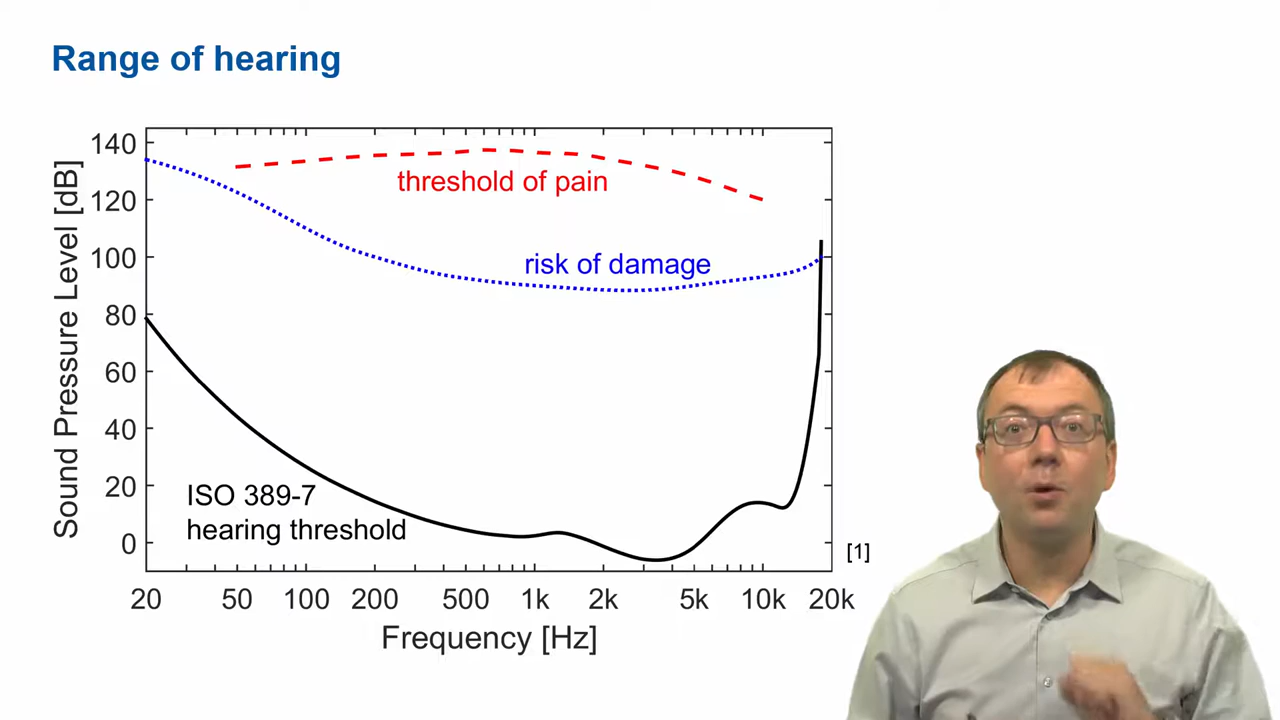 Range of hearing
140
120
100
80
60
40
20
0
Sound Pressure Level [dB]
threshold of pain
risk of damage
ISO 389-7
hearing threshold
[1]
20 50 100 200 500 1k 2k 5k 10k 20k
Frequency [Hz]